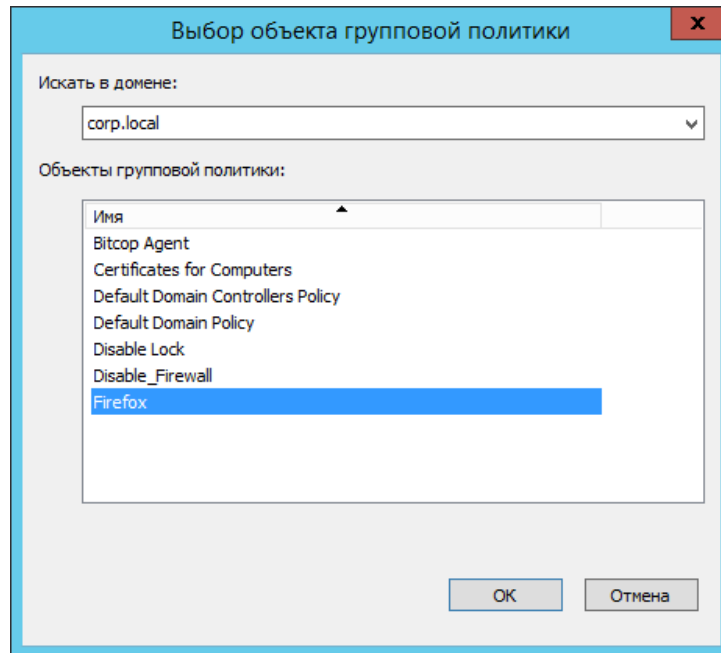 Выбор объекта групповой политики
x
Искать в домене:
corp.local
Объекты групповой политики:
Имя
Bitcop Agent
Certificates for Computers
Default Domain Controllers Policy
Default Domain Policy
Disable Lock
Disable_Firewall
Firefox
ОК
Отмена